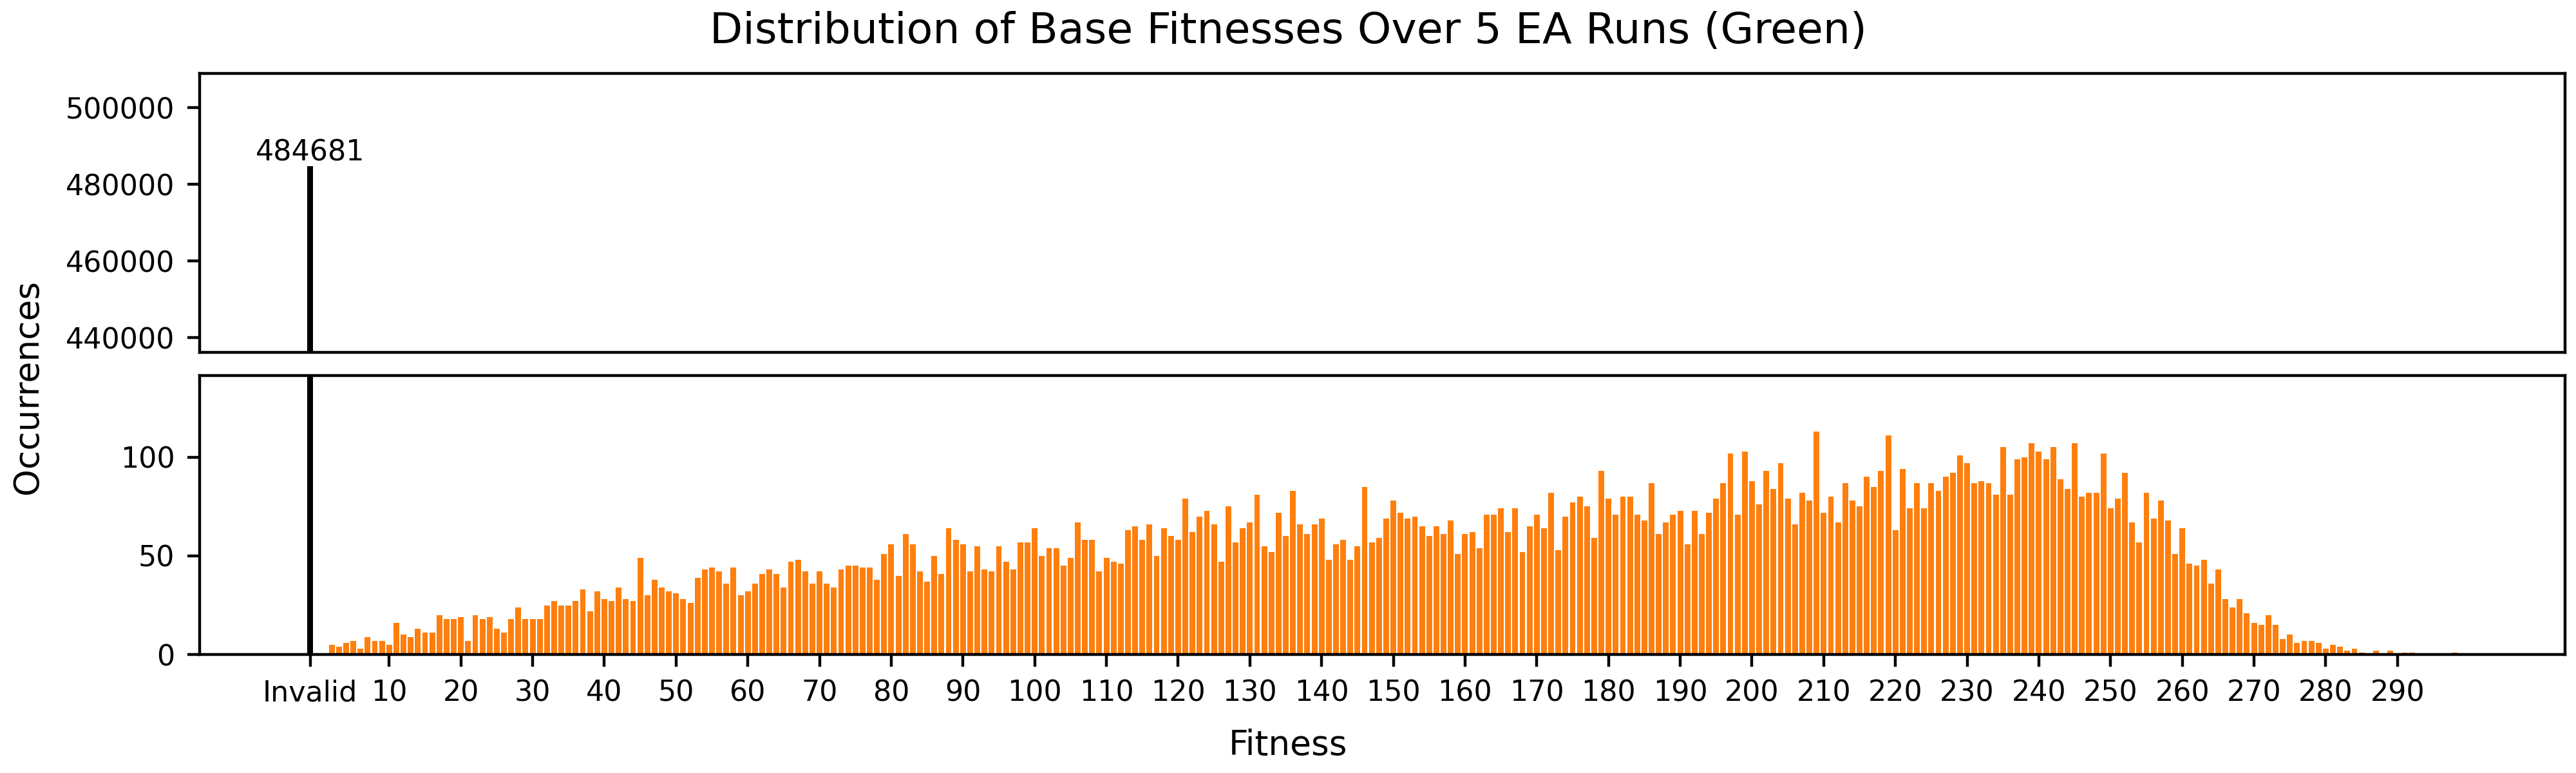 Distribution of Base Fitnesses Over 5 EA Runs (Green)
500000
484681
480000
460000
440000
Occurrences
100
50
0
Invalid 10 20 30 40 50 60 70 80 90 100 110 120 130 140 150 160 170 180 190 200 210 220 230 240 250 260 270 280 290
Fitness